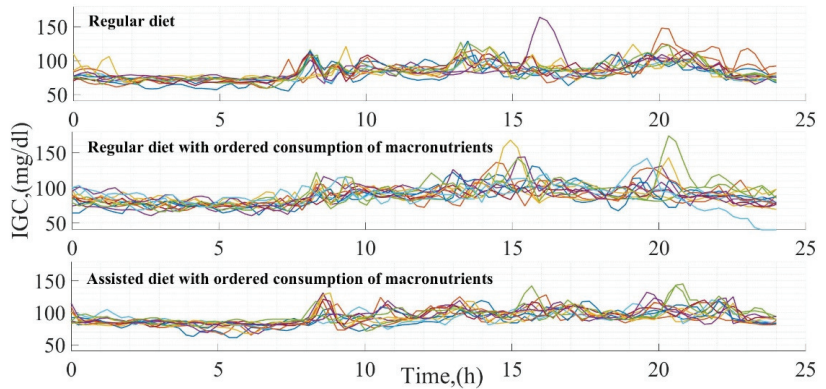 Regular diet
150
100
50
0 5 10 15 20 25
Regular diet with ordered consumption of macronutrients
150
100
50
0 5 10 15 20 25
Assisted diet with ordered consumption of macronutrients
150
100
50
0 5 10 15 20 25
IGC,(mg/dl)
Time,(h)